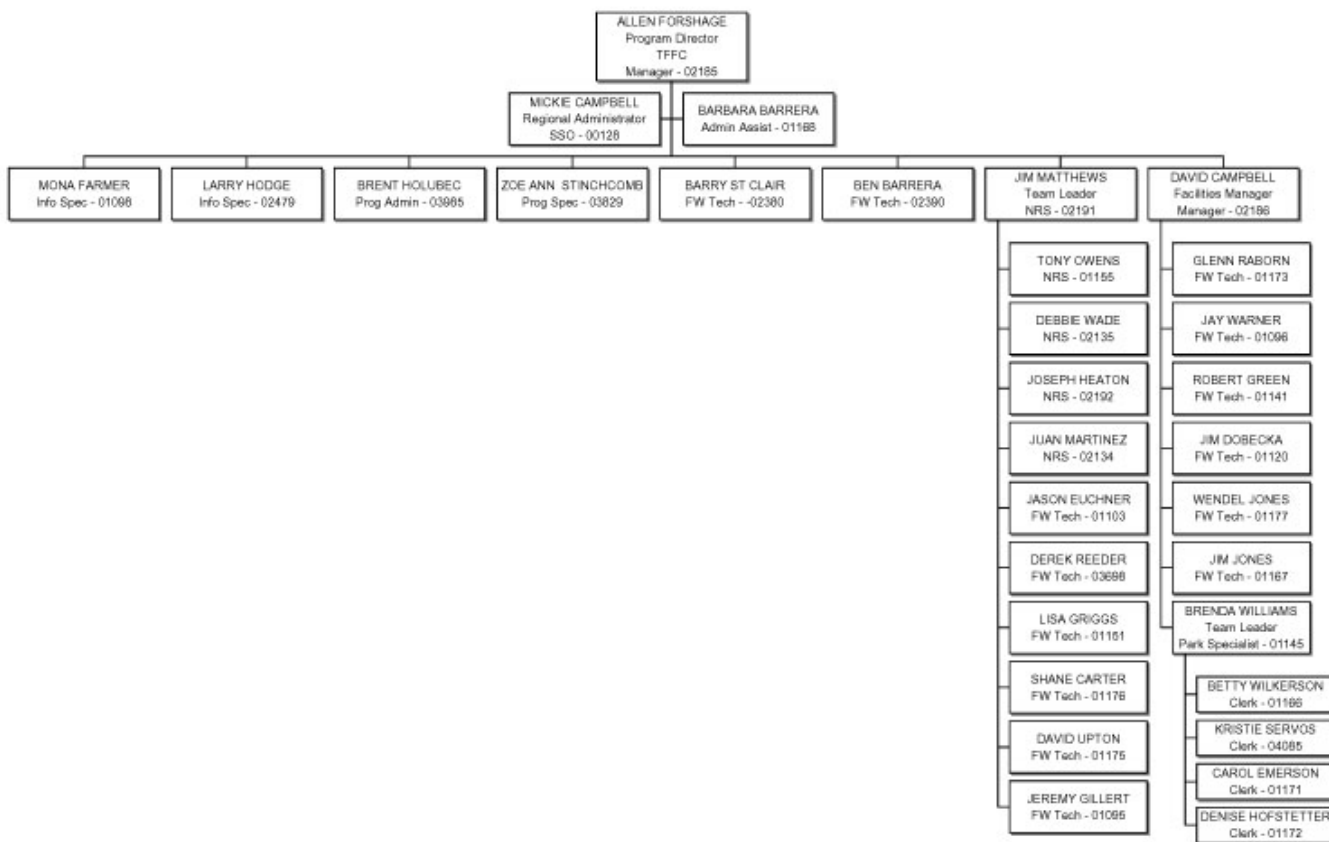 ALLEN FORSHAGE
Program Director
TFFC
Manager - 02185
MICKIE CAMPBELL
Regional Administrator
SSO - 00128
BARBARA BARRERA
Admin Assist - 01168
MONA FARMER
Info Spec - 01098
LARRY HODGE
Info Spec - 02479
BRENT HOLUBEC
Prog Admin - 03985
ZOE ANN STINCHCOMB
Prog Spec - 03829
BARRY ST CLAIR
FW Tech - -02380
BEN BARRERA
FW Tech - 02390
JIM MATTHEWS
Team Leader
NRS - 02191
DAVID CAMPBELL
Facilities Manager
Manager - 02186
TONY OWENS
NRS - 01155
DEBBIE WADE
NRS - 02135
JOSEPH HEATON
NRS - 02192
JUAN MARTINEZ
NRS - 02134
JASON EUCHNER
FW Tech - 01103
DEREK REEDER
FW Tech - 03698
LISA GRIGGS
FW Tech - 01161
SHANE CARTER
FW Tech - 01176
DAVID UPTON
FW Tech - 01175
JEREMY GILLERT
FW Tech - 01095
GLENN RABORN
FW Tech - 01173
JAY WARNER
FW Tech - 01096
ROBERT GREEN
FW Tech - 01141
JIM DOBECKA
FW Tech - 01120
WENDEL JONES
FW Tech - 01177
JIM JONES
FW Tech - 01167
BRENDA WILLIAMS
Team Leader
Park Specialist - 01145
BETTY WILKERSON
Clerk - 01166
KRISTIE SERVOS
Clerk - 04085
CAROL EMERSON
Clerk - 01171
DENISE HOFSTETTER
Clerk - 01172